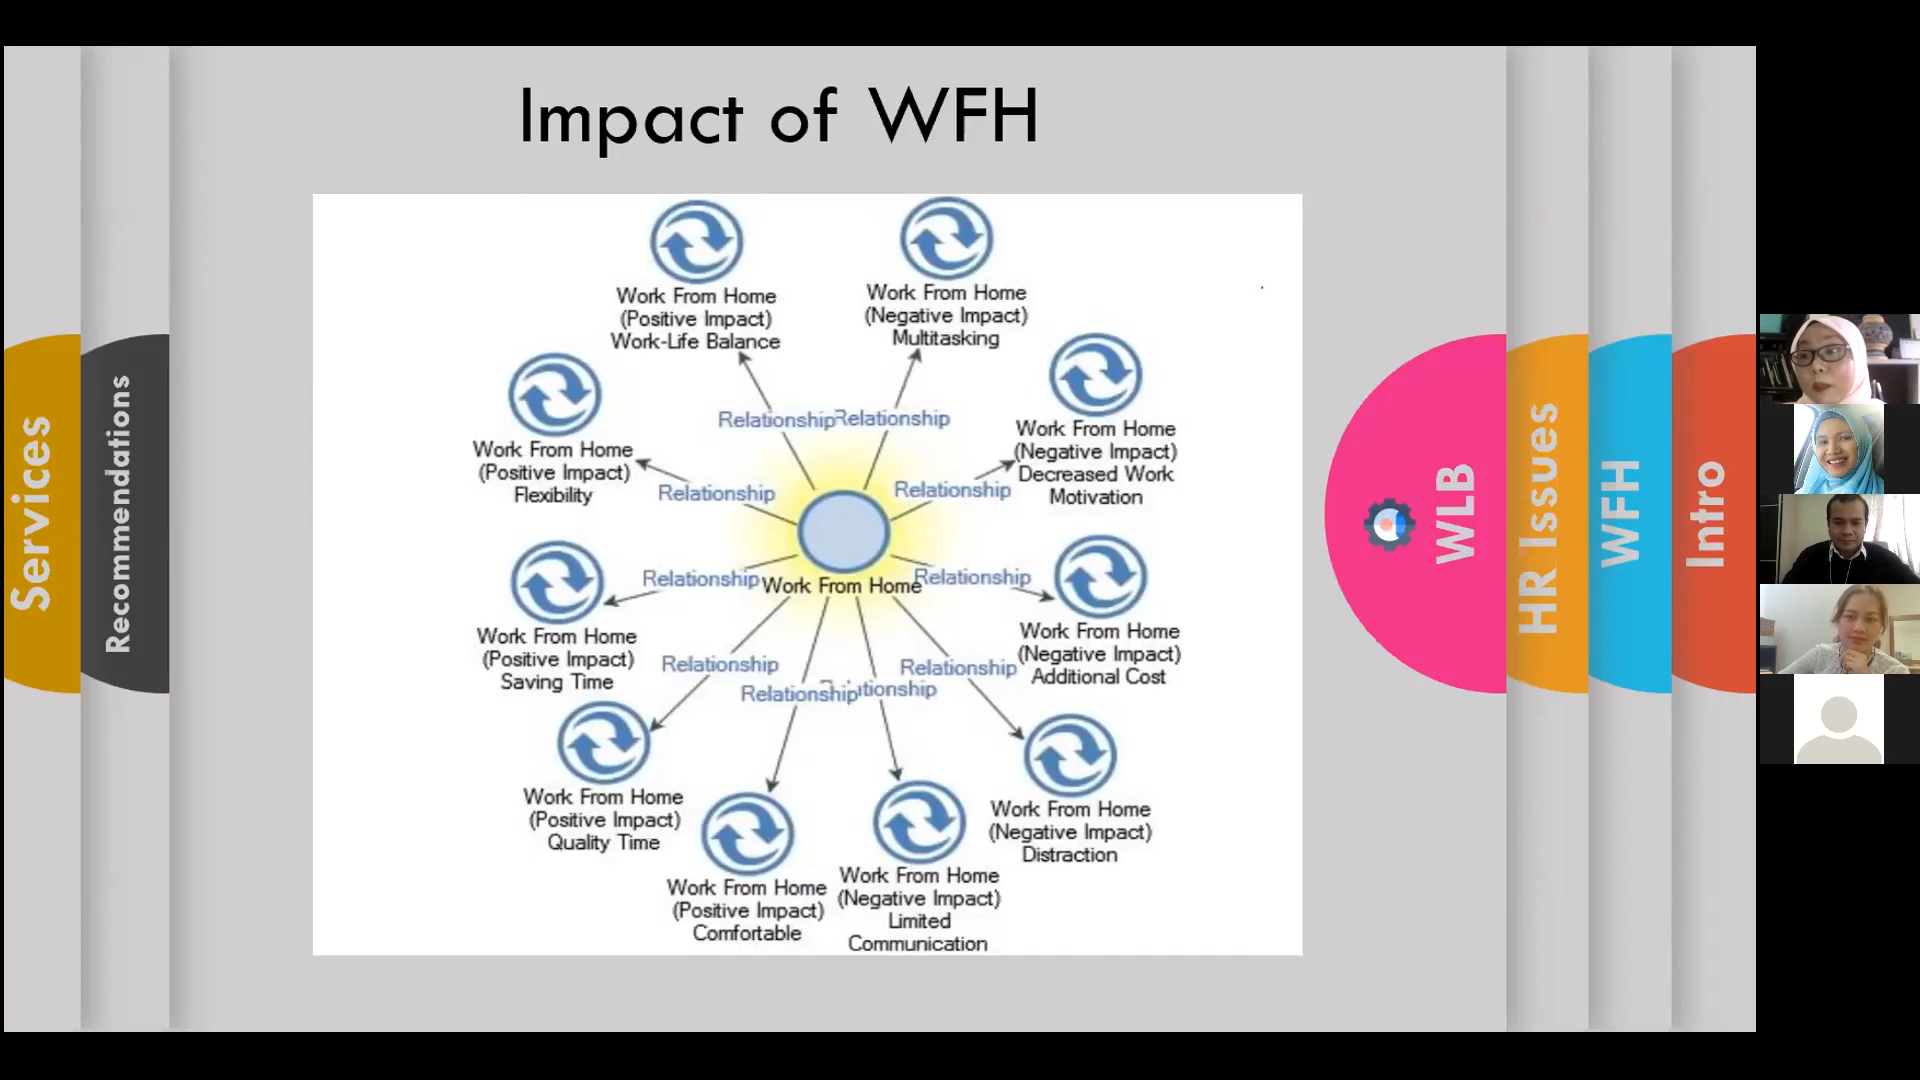 Impact of WFH
Work From Home
(Positive Impact)
Work-Life Balance
Work From Home
(Negative Impact)
Multitasking
Work From Home
(Positive Impact)
Flexibility
Work From Home
(Negative Impact)
Decreased Work
Motivation
Relationship
Relationship
Relationship
Relationship
Work From Home
Relationship
Relationship
Work From Home
(Positive Impact)
Saving Time
Work From Home
(Negative Impact)
Additional Cost
Relationship
Relationship
Relationship
Work From Home
(Positive Impact)
Quality Time
Work From Home
(Negative Impact)
Distraction
Work From Home
(Positive Impact)
Comfortable
Work From Home
(Negative Impact)
Limited
Communication
Services
Recommendations
WLB
HR Issues
WFH
Intro